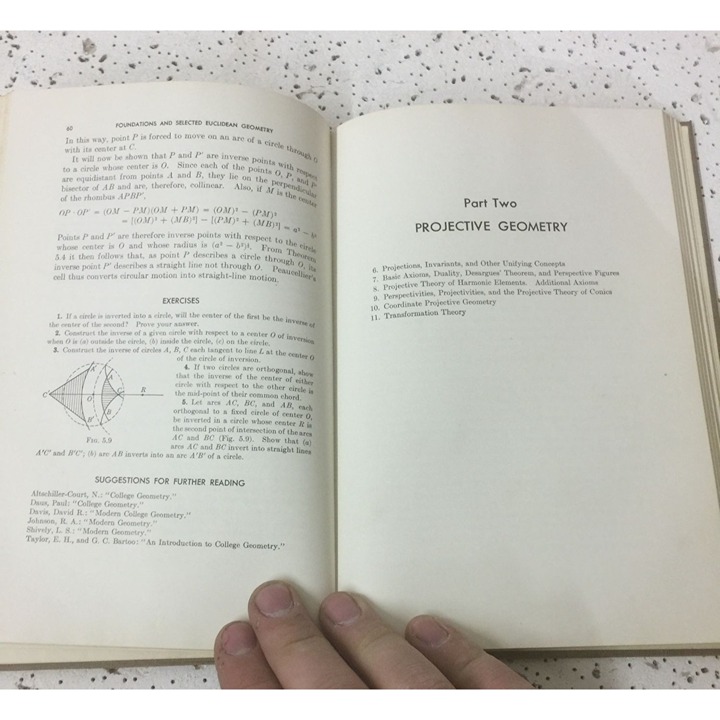 60
FOUNDATIONS AND SELECTED EUCLIDEAN GEOMETRY
In this way, point P is forced to move on an arc of a circle through O
with its center at C.
It will now be shown that P and P' are inverse points with respect
to a circle whose center is O. Since each of the points O, P, and P'
are equidistant from points A and B, they lie on the perpendicular
bisector of AB and are, therefore, collinear. Also, if M is the center
of the rhombus APBP',
OP · OP' = (OM − PM)(OM + PM) = (OM)² − (PM)²
= [(OM)² + (MB)²] − [(PM)² + (MB)²] = a² − b²
Points P and P' are therefore inverse points with respect to the circle
whose center is O and whose radius is (a² − b²)½. From Theorem
5.4 it then follows that, as point P describes a circle through O, its
inverse point P' describes a straight line not through O. Peaucellier's
cell thus converts circular motion into straight-line motion.
EXERCISES
1. If a circle is inverted into a circle, will the center of the first be the inverse of
the center of the second? Prove your answer.
2. Construct the inverse of a given circle with respect to a center O of inversion
when O is (a) outside the circle, (b) inside the circle, (c) on the circle.
3. Construct the inverse of circles A, B, C each tangent to line L at the center O
of the circle of inversion.
4. If two circles are orthogonal, show
that the inverse of the center of either
circle with respect to the other circle is
the mid-point of their common chord.
5. Let arcs AC, BC, and AB, each
orthogonal to a fixed circle of center O,
be inverted in a circle whose center R is
the second point of intersection of the arcs
AC and BC (Fig. 5.9). Show that (a)
arcs AC and BC invert into straight lines
A'C' and B'C'; (b) arc AB inverts into an arc A'B' of a circle.
C'
A'
A
O
C
R
B'
B
FIG. 5.9
SUGGESTIONS FOR FURTHER READING
Altschiller-Court, N.: "College Geometry."
Daus, Paul: "College Geometry."
Davis, David R.: "Modern College Geometry."
Johnson, R. A.: "Modern Geometry."
Shively, L. S.: "Modern Geometry."
Taylor, E. H., and G. C. Bartoo: "An Introduction to College Geometry."
Part Two
PROJECTIVE GEOMETRY
6. Projections, Invariants, and Other Unifying Concepts
7. Basic Axioms, Duality, Desargues' Theorem, and Perspective Figures
8. Projective Theory of Harmonic Elements. Additional Axioms
9. Perspectivities, Projectivities, and the Projective Theory of Conics
10. Coordinate Projective Geometry
11. Transformation Theory